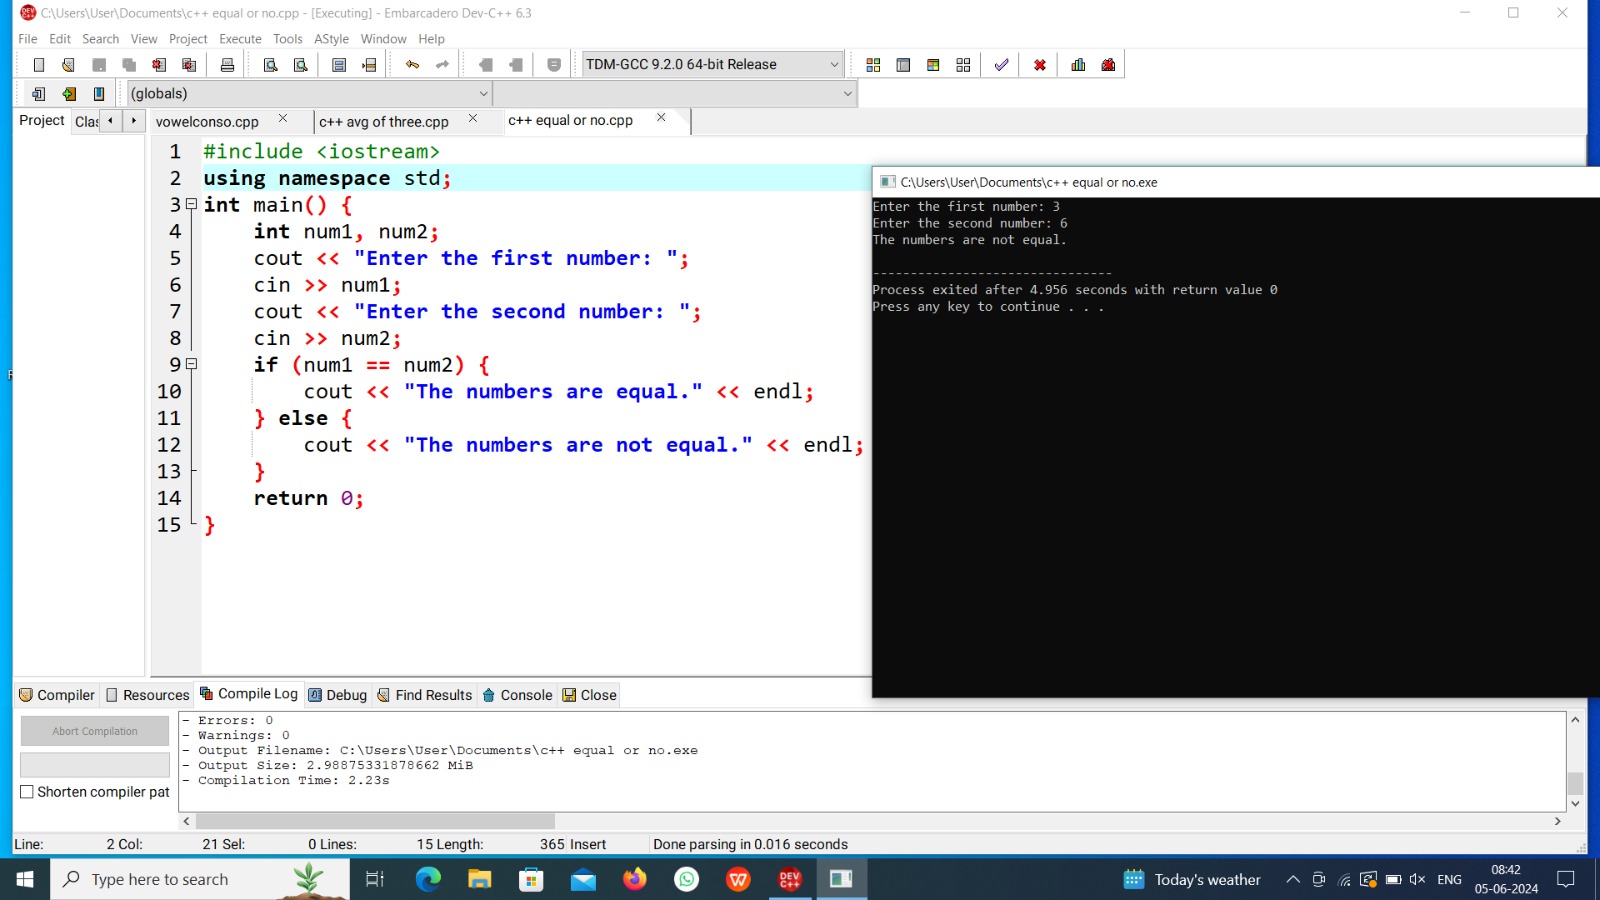 C:\Users\User\Documents\c++ equal or no.cpp - [Executing] - Embarcadero Dev-C++ 6.3
File Edit Search View Project Execute Tools AStyle Window Help
TDM-GCC 9.2.0 64-bit Release
(globals)
Project Clas vowelconso.cpp c++ avg of three.cpp c++ equal or no.cpp
1 #include <iostream>
2 using namespace std;
3 int main() {
4 int num1, num2;
5 cout << "Enter the first number: ";
6 cin >> num1;
7 cout << "Enter the second number: ";
8 cin >> num2;
9 if (num1 == num2) {
10 cout << "The numbers are equal." << endl;
11 } else {
12 cout << "The numbers are not equal." << endl;
13 }
14 return 0;
15 }
C:\Users\User\Documents\c++ equal or no.exe
Enter the first number: 3
Enter the second number: 6
The numbers are not equal.
--------------------------------
Process exited after 4.956 seconds with return value 0
Press any key to continue . . .
Compiler Resources Compile Log Debug Find Results Console Close
Abort Compilation
Shorten compiler pat
- Errors: 0
- Warnings: 0
- Output Filename: C:\Users\User\Documents\c++ equal or no.exe
- Output Size: 2.98875331878662 MiB
- Compilation Time: 2.23s
Line: 2 Col: 21 Sel: 0 Lines: 15 Length: 365 Insert Done parsing in 0.016 seconds
Type here to search
DEV C++
Today's weather
ENG
08:42
05-06-2024